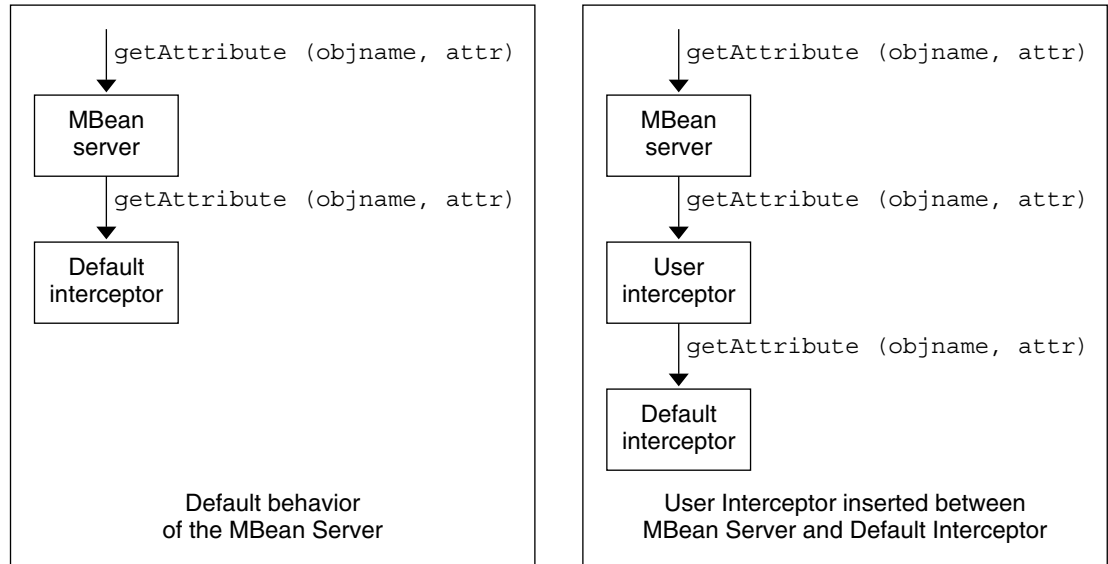 getAttribute (objname, attr)
MBean
server
getAttribute (objname, attr)
Default
interceptor
Default behavior
of the MBean Server
getAttribute (objname, attr)
MBean
server
getAttribute (objname, attr)
User
interceptor
getAttribute (objname, attr)
Default
interceptor
User Interceptor inserted between
MBean Server and Default Interceptor